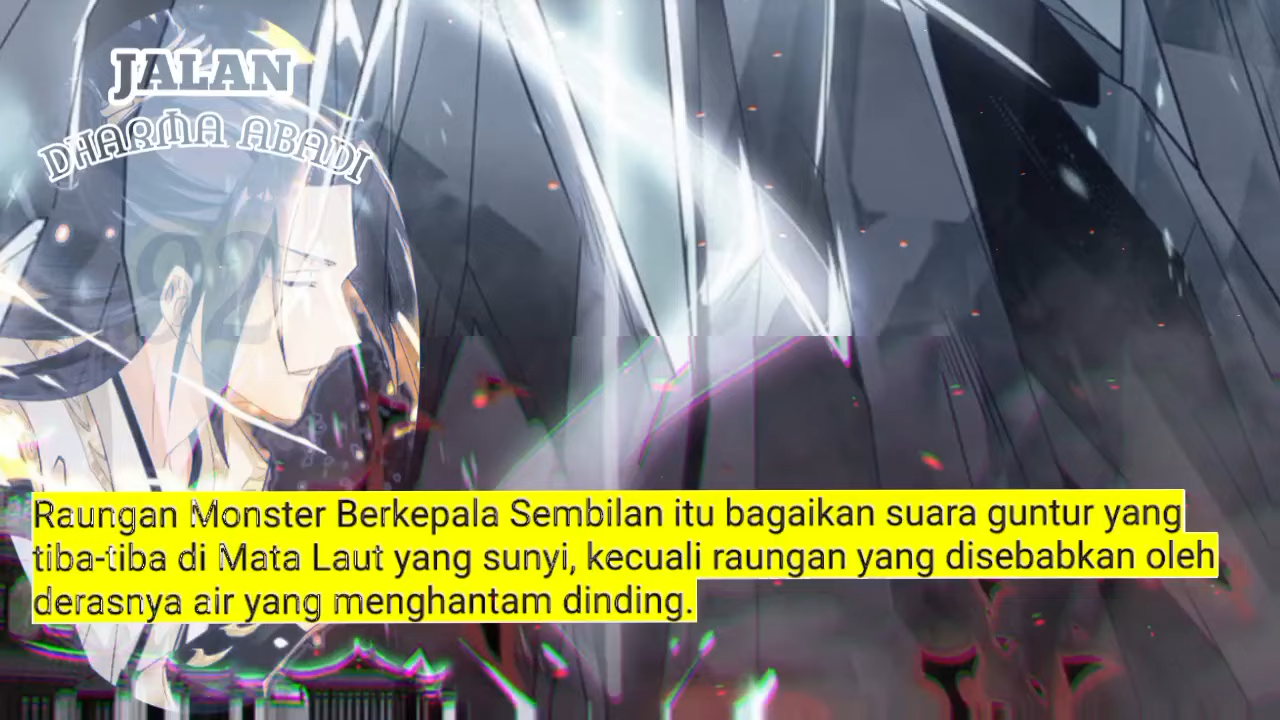 JALAN
DHARMA ABADI
92
Raungan Monster Berkepala Sembilan itu bagaikan suara guntur yang
tiba-tiba di Mata Laut yang sunyi, kecuali raungan yang disebabkan oleh
derasnya air yang menghantam dinding.